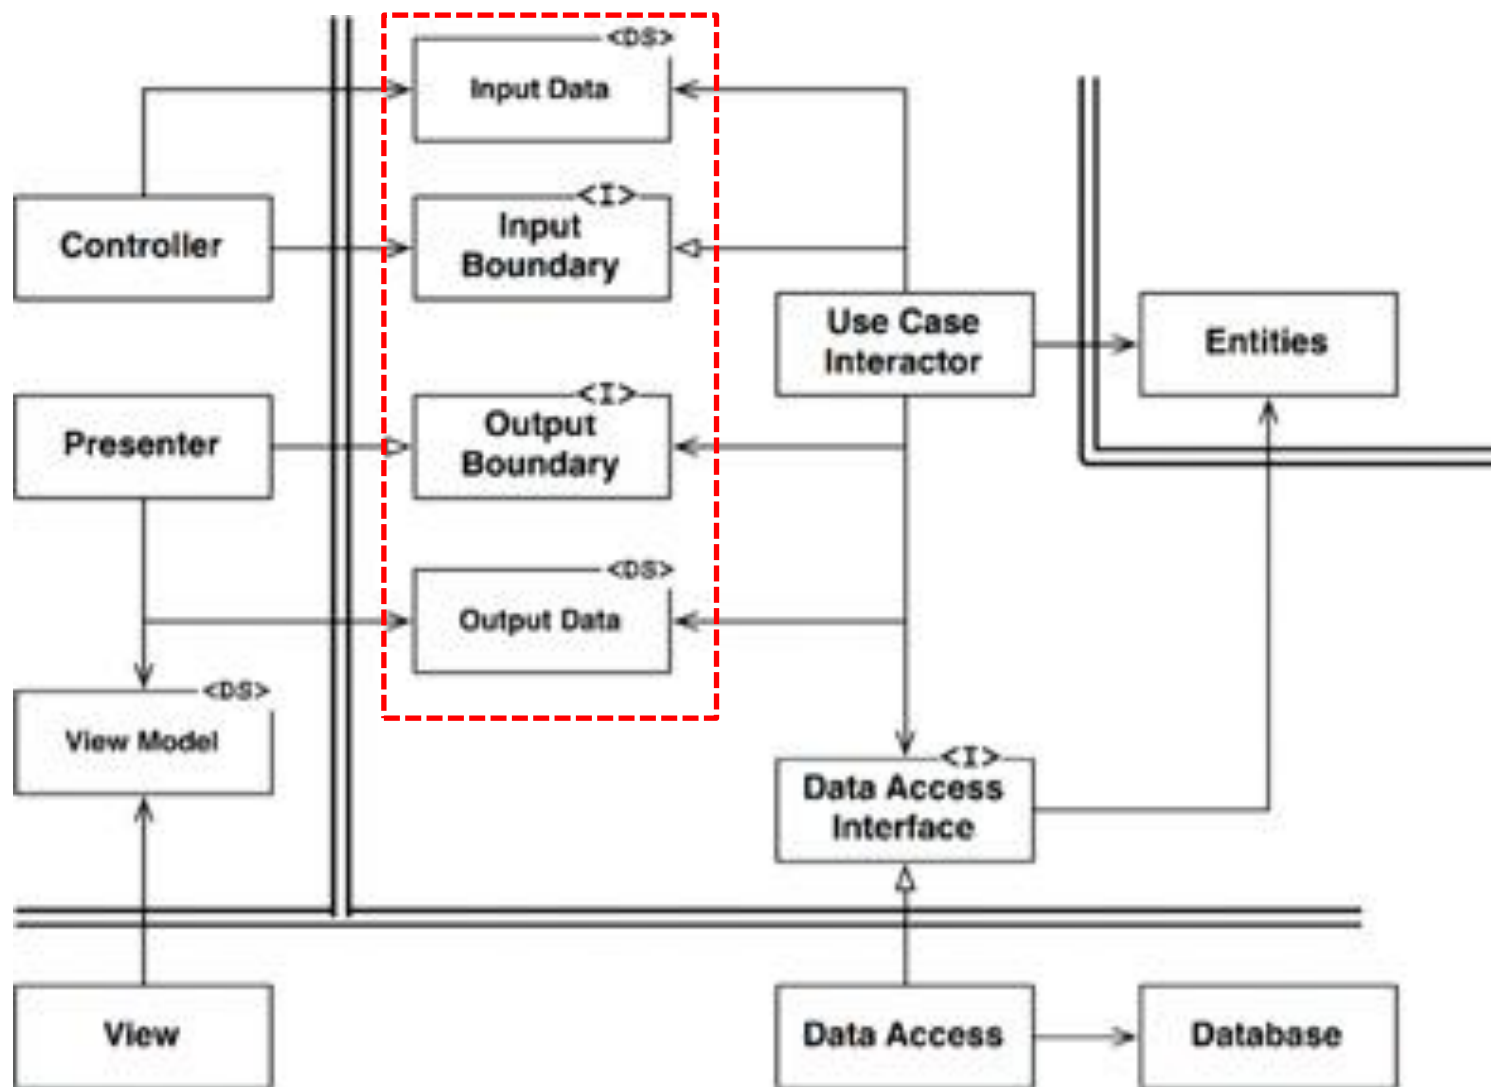 <DS>
Input Data
<I>
Controller
Input
Boundary
Use Case
Interactor
Entities
<I>
Presenter
Output
Boundary
<DS>
Output Data
<DS>
View Model
<I>
Data Access
Interface
View
Data Access
Database